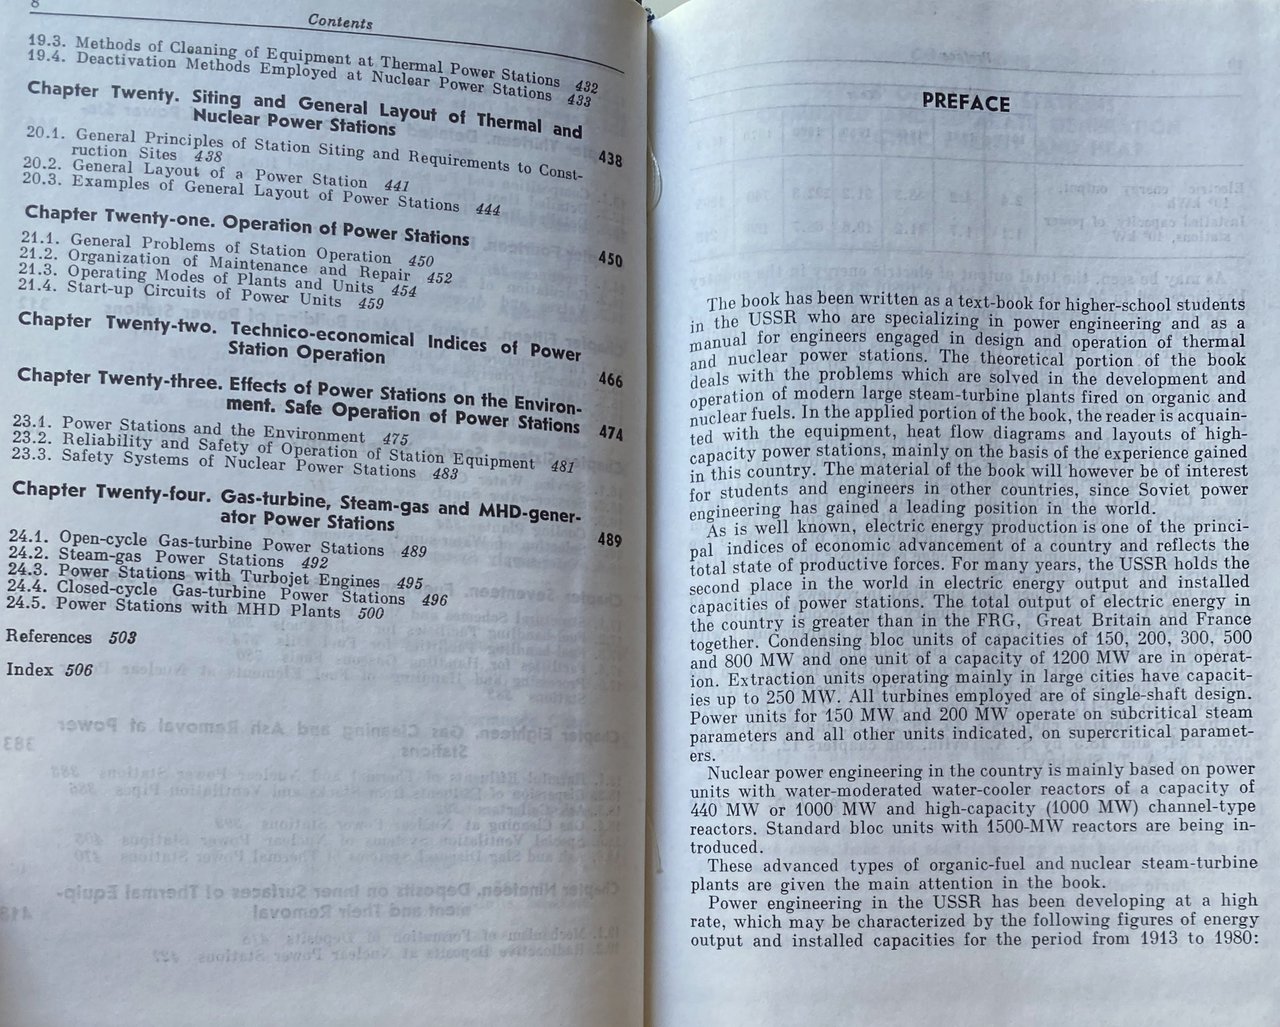 8
Contents
19.3. Methods of Cleaning of Equipment at Thermal Power Stations 432
19.4. Deactivation Methods Employed at Nuclear Power Stations 433
Chapter Twenty. Siting and General Layout of Thermal and
Nuclear Power Stations 438
20.1. General Principles of Station Siting and Requirements to Const-
ruction Sites 438
20.2. General Layout of a Power Station 441
20.3. Examples of General Layout of Power Stations 444
Chapter Twenty-one. Operation of Power Stations 450
21.1. General Problems of Station Operation 450
21.2. Organization of Maintenance and Repair 452
21.3. Operating Modes of Plants and Units 454
21.4. Start-up Circuits of Power Units 459
Chapter Twenty-two. Technico-economical Indices of Power
Station Operation 466
Chapter Twenty-three. Effects of Power Stations on the Environ-
ment. Safe Operation of Power Stations 474
23.1. Power Stations and the Environment 475
23.2. Reliability and Safety of Operation of Station Equipment 481
23.3. Safety Systems of Nuclear Power Stations 483
Chapter Twenty-four. Gas-turbine, Steam-gas and MHD-gener-
ator Power Stations 489
24.1. Open-cycle Gas-turbine Power Stations 489
24.2. Steam-gas Power Stations 492
24.3. Power Stations with Turbojet Engines 495
24.4. Closed-cycle Gas-turbine Power Stations 496
24.5. Power Stations with MHD Plants 500
References 503
Index 506
PREFACE
The book has been written as a text-book for higher-school students
in the USSR who are specializing in power engineering and as a
manual for engineers engaged in design and operation of thermal
and nuclear power stations. The theoretical portion of the book
deals with the problems which are solved in the development and
operation of modern large steam-turbine plants fired on organic and
nuclear fuels. In the applied portion of the book, the reader is acquain-
ted with the equipment, heat flow diagrams and layouts of high-
capacity power stations, mainly on the basis of the experience gained
in this country. The material of the book will however be of interest
for students and engineers in other countries, since Soviet power
engineering has gained a leading position in the world.
As is well known, electric energy production is one of the princi-
pal indices of economic advancement of a country and reflects the
total state of productive forces. For many years, the USSR holds the
second place in the world in electric energy output and installed
capacities of power stations. The total output of electric energy in
the country is greater than in the FRG, Great Britain and France
together. Condensing bloc units of capacities of 150, 200, 300, 500
and 800 MW and one unit of a capacity of 1200 MW are in operat-
ion. Extraction units operating mainly in large cities have capacit-
ies up to 250 MW. All turbines employed are of single-shaft design.
Power units for 150 MW and 200 MW operate on subcritical steam
parameters and all other units indicated, on supercritical paramet-
ers.
Nuclear power engineering in the country is mainly based on power
units with water-moderated water-cooler reactors of a capacity of
440 MW or 1000 MW and high-capacity (1000 MW) channel-type
reactors. Standard bloc units with 1500-MW reactors are being in-
troduced.
These advanced types of organic-fuel and nuclear steam-turbine
plants are given the main attention in the book.
Power engineering in the USSR has been developing at a high
rate, which may be characterized by the following figures of energy
output and installed capacities for the period from 1913 to 1980: